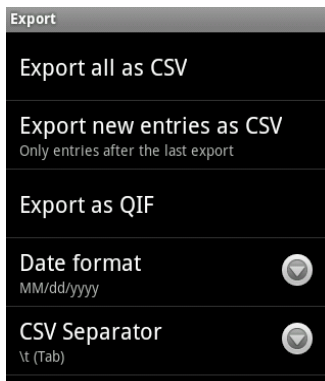 Export
Export all as CSV
Export new entries as CSV
Only entries after the last export
Export as QIF
Date format
MM/dd/yyyy
CSV Separator
\t (Tab)